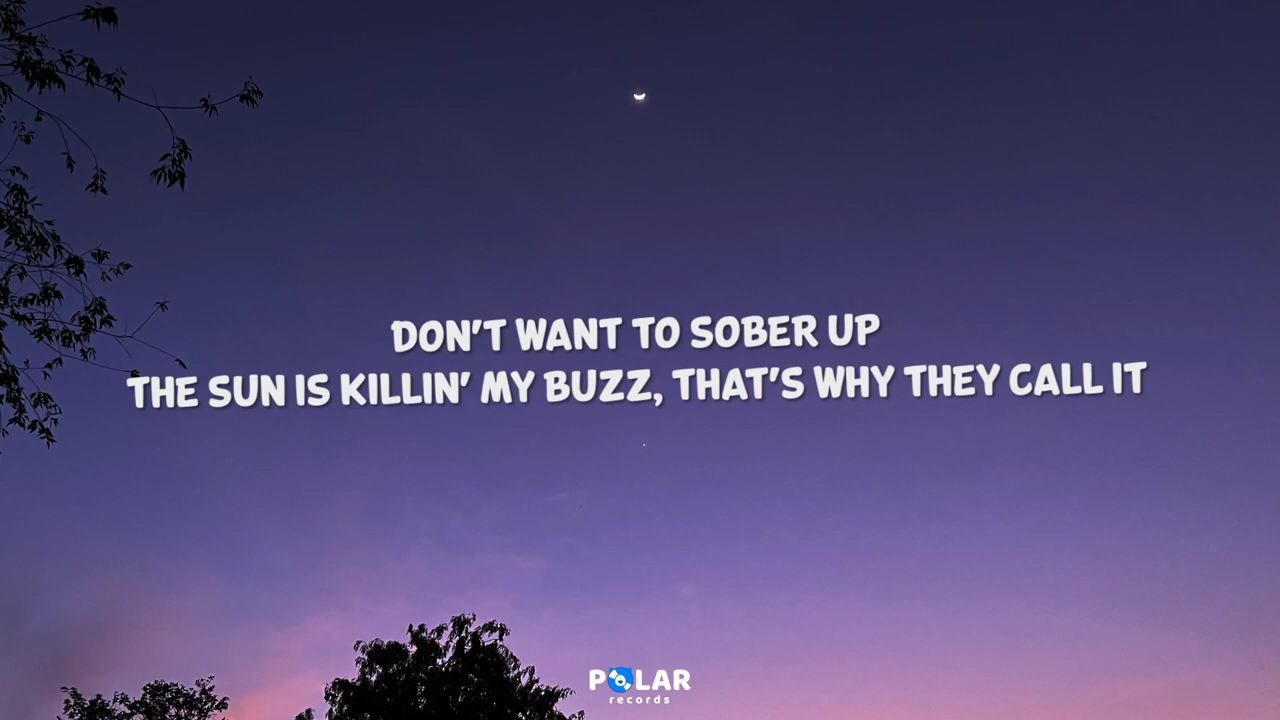 DON'T WANT TO SOBER UP
THE SUN IS KILLIN' MY BUZZ, THAT'S WHY THEY CALL IT
POLAR
records